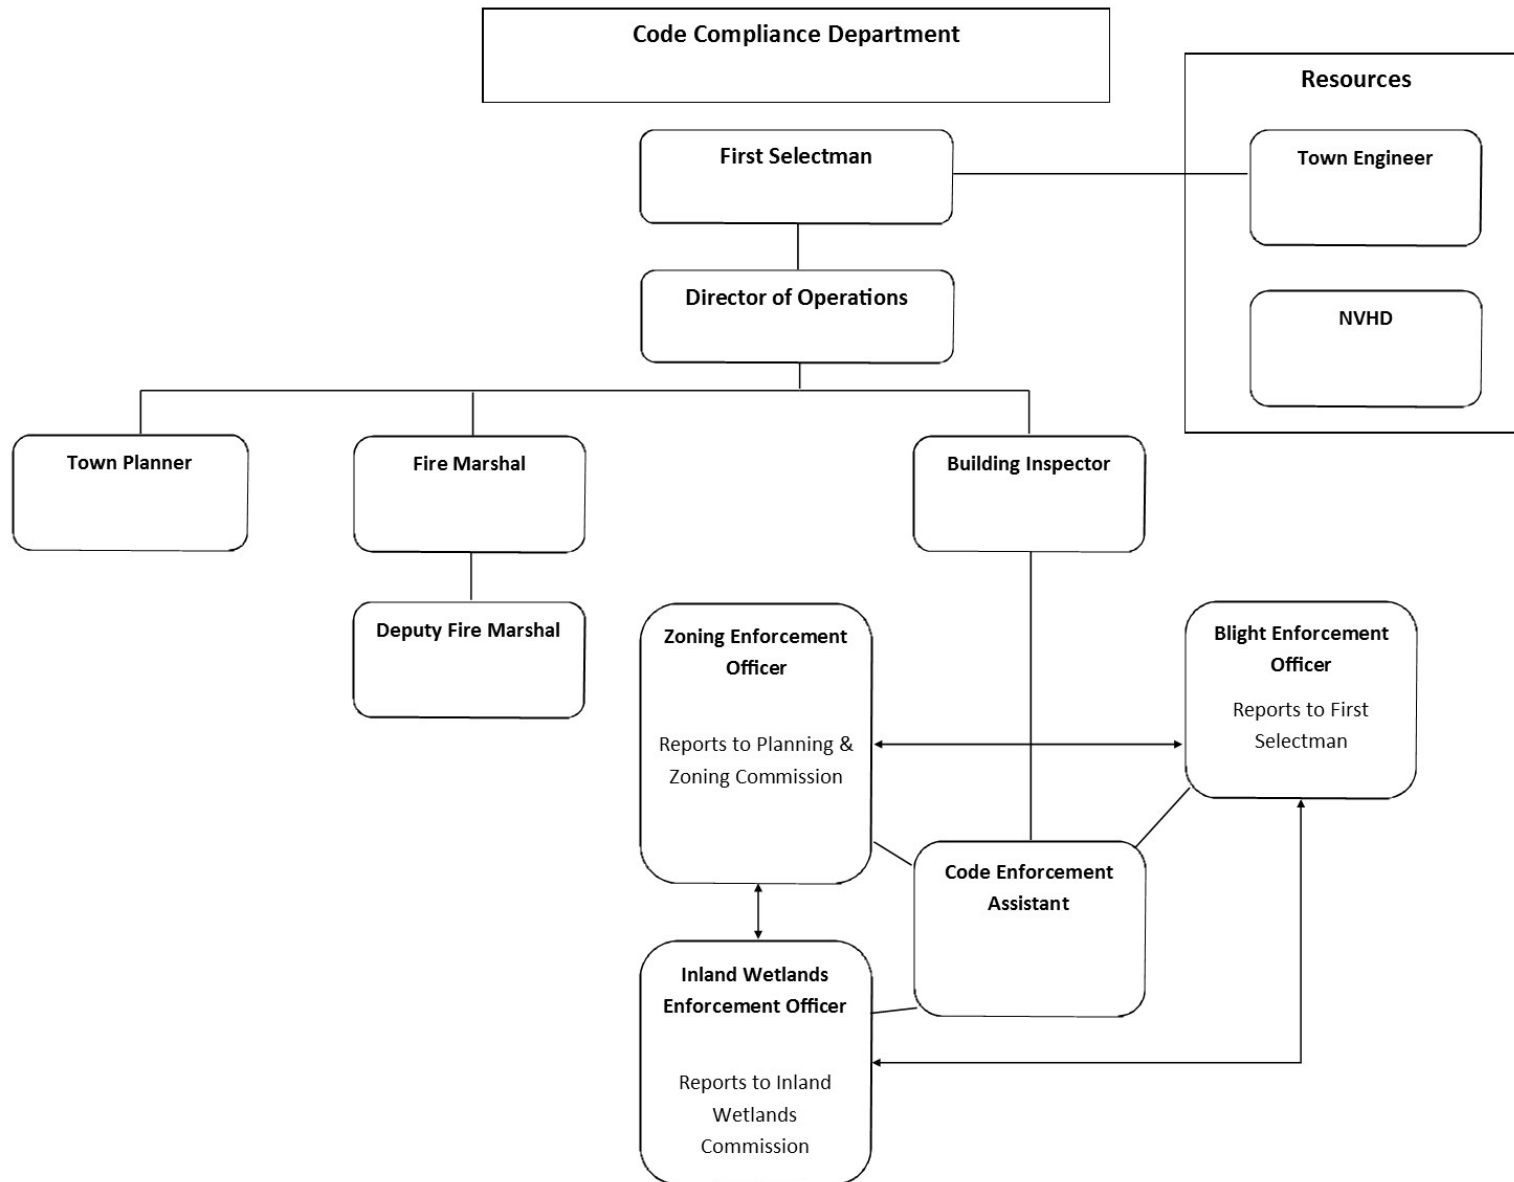 Code Compliance Department
Resources
First Selectman
Town Engineer
Director of Operations
NVHD
Town Planner
Fire Marshal
Building Inspector
Deputy Fire Marshal
Zoning Enforcement
Officer
Reports to Planning &
Zoning Commission
Blight Enforcement
Officer
Reports to First
Selectman
Code Enforcement
Assistant
Inland Wetlands
Enforcement Officer
Reports to Inland
Wetlands
Commission